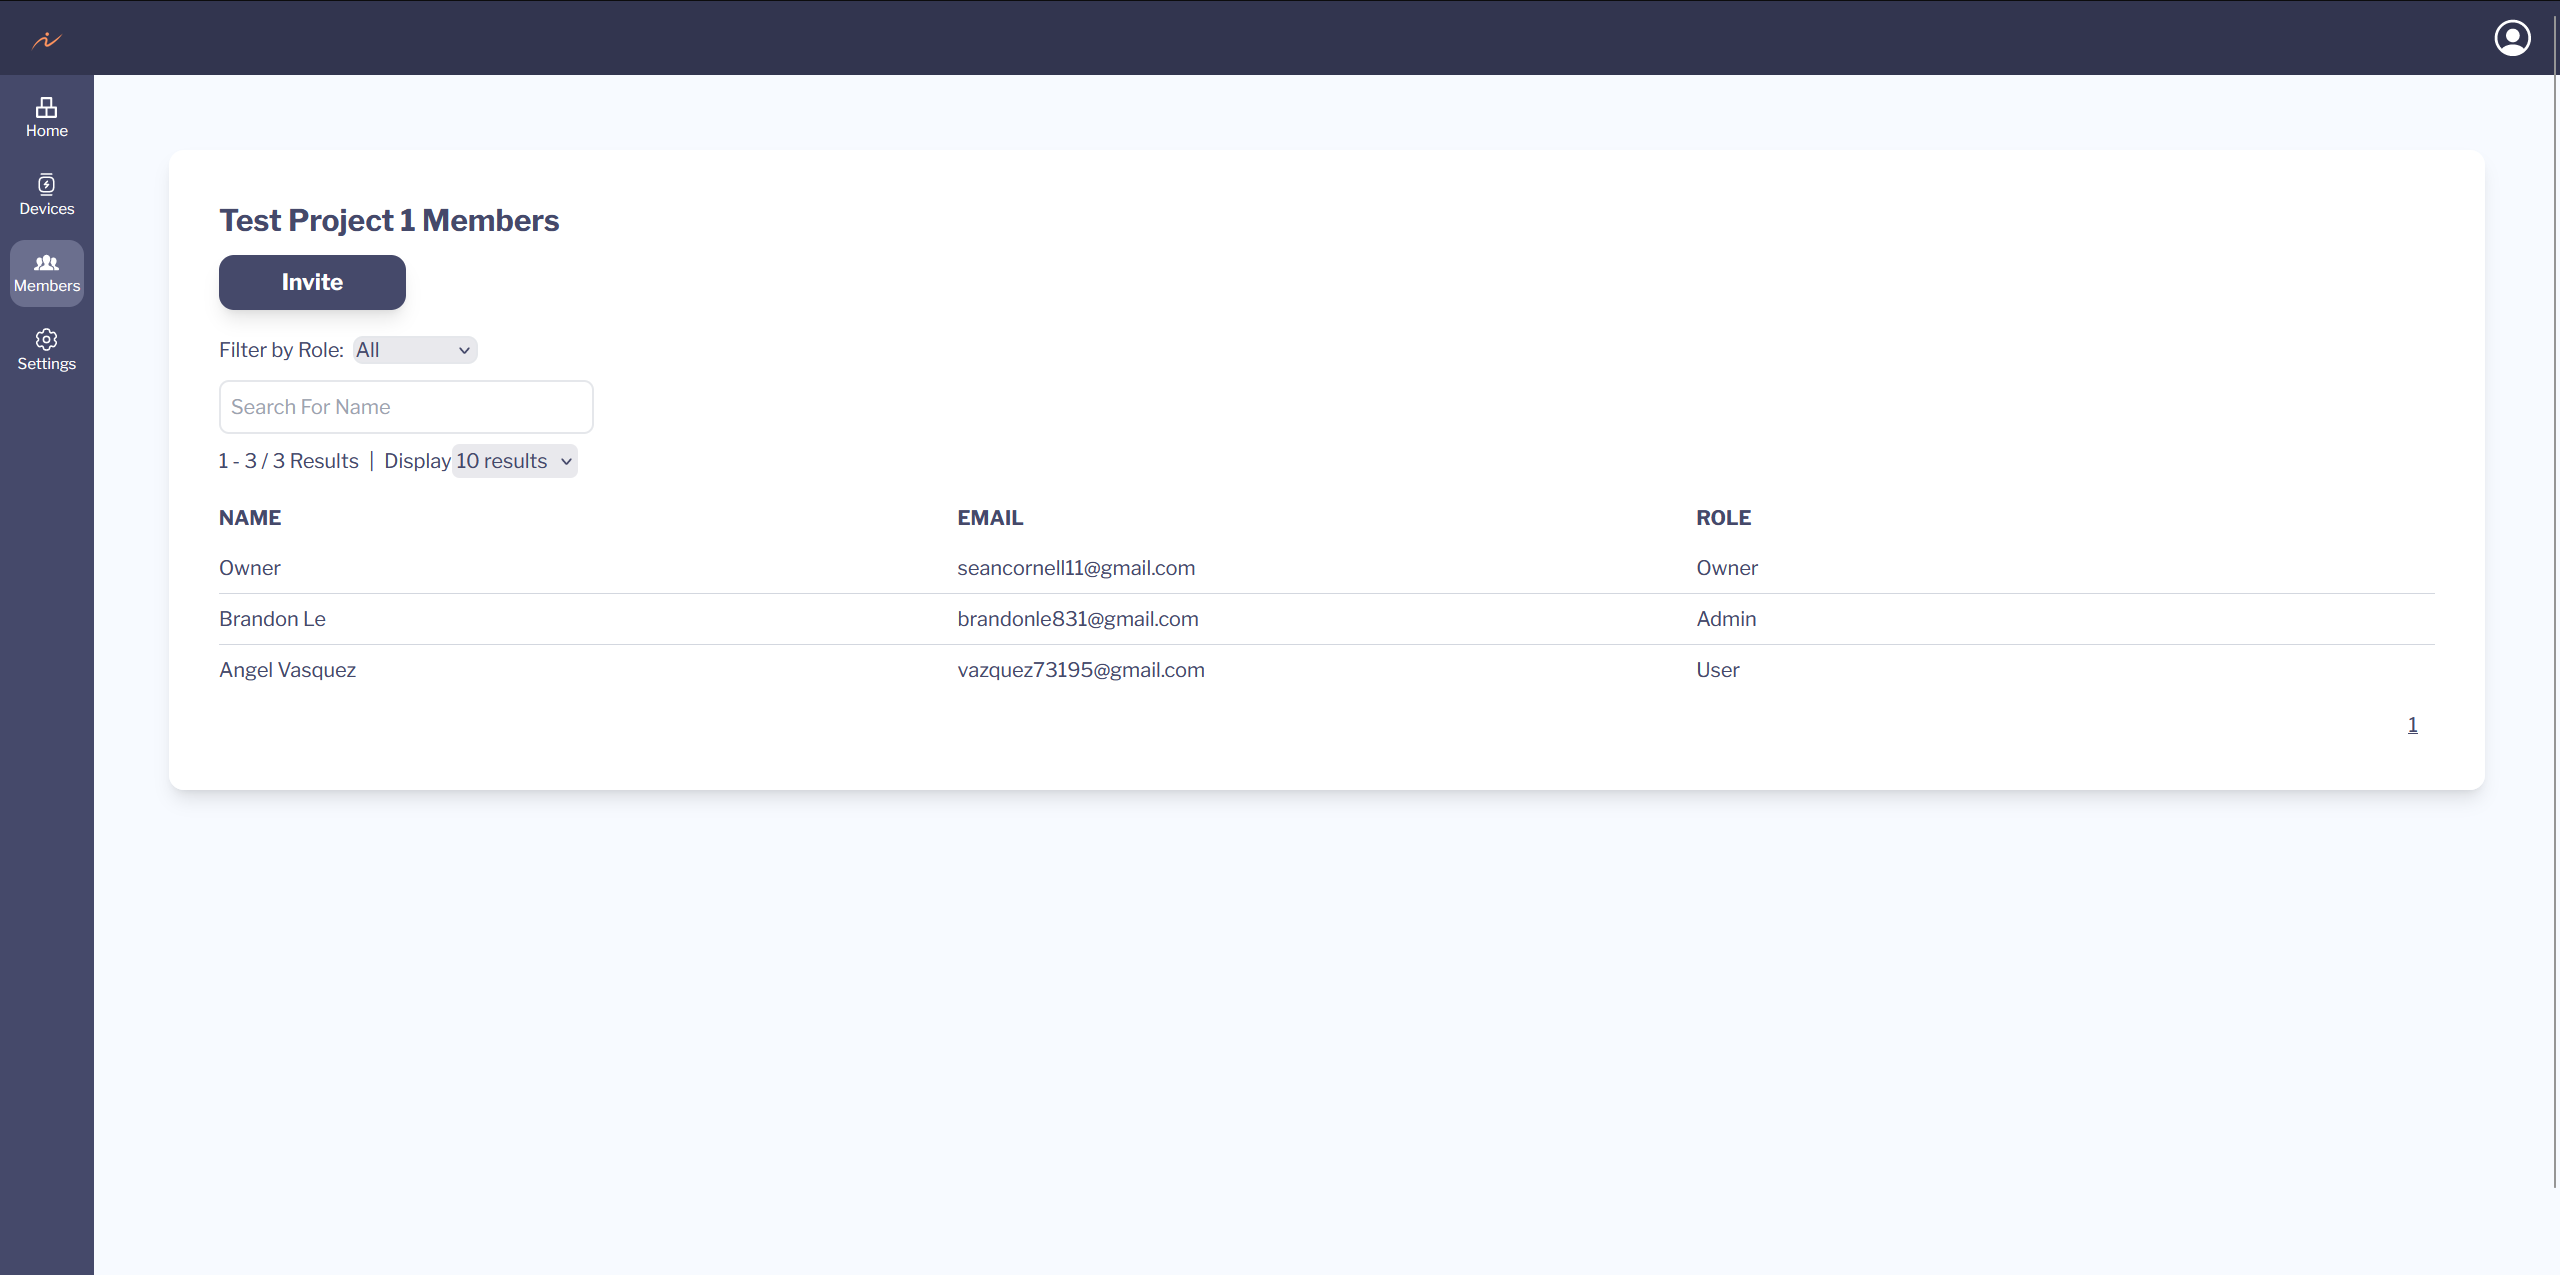 Home
Devices
Members
Settings
Test Project 1 Members
Invite
Filter by Role: All
Search For Name
1 - 3 / 3 Results | Display 10 results
NAME EMAIL ROLE
Owner seancornell11@gmail.com Owner
Brandon Le brandonle831@gmail.com Admin
Angel Vasquez vazquez73195@gmail.com User
1